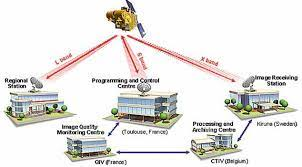 L band
S band
X band
Regional
Station
Programming and Control
Centre
Image Receiving
Station
Image Quality
Monitoring Centre
(Toulouse, France)
Processing and
Archiving Centre
Kiruna (Sweden)
QIV (France)
CTIV (Belgium)